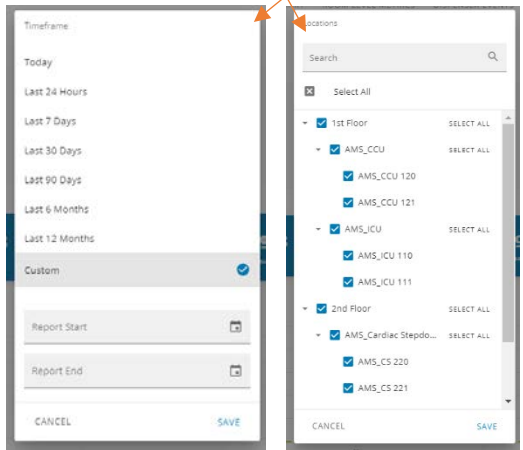 Timeframe
Today
Last 24 Hours
Last 7 Days
Last 30 Days
Last 90 Days
Last 6 Months
Last 12 Months
Custom
Report Start
Report End
CANCEL SAVE
Locations
Search
Select All
1st Floor SELECT ALL
AMS_CCU SELECT ALL
AMS_CCU 120
AMS_CCU 121
AMS_ICU SELECT ALL
AMS_ICU 110
AMS_ICU 111
2nd Floor SELECT ALL
AMS_Cardiac Stepdo... SELECT ALL
AMS_CS 220
AMS_CS 221
CANCEL SAVE